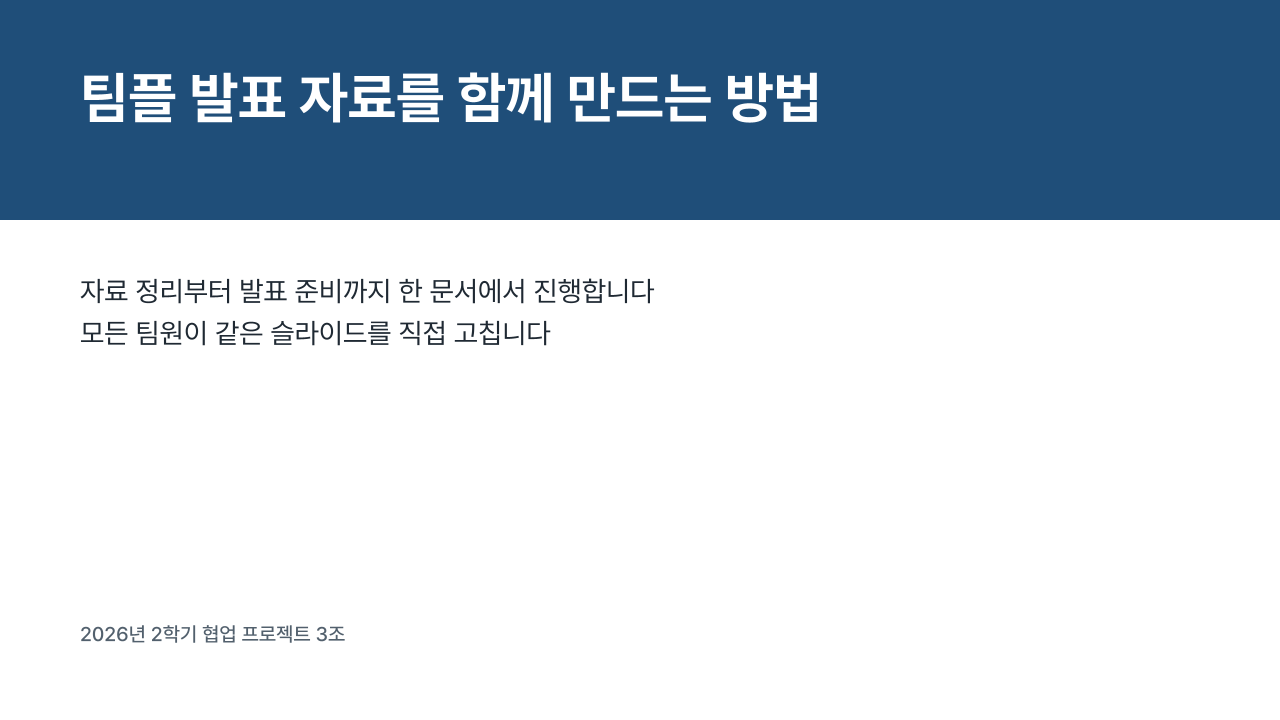 팀플 발표 자료를 함께 만드는 방법
자료 정리부터 발표 준비까지 한 문서에서 진행합니다
모든 팀원이 같은 슬라이드를 직접 고칩니다
2026년 2학기 협업 프로젝트 3조